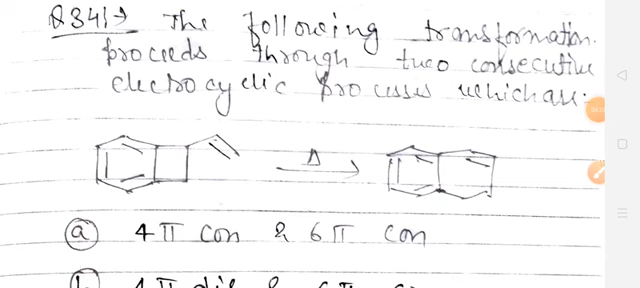 Q341→ The following transformation.
proceeds through two consecutive
electrocyclic processes which are:
Δ
(a) 4π con & 6π con